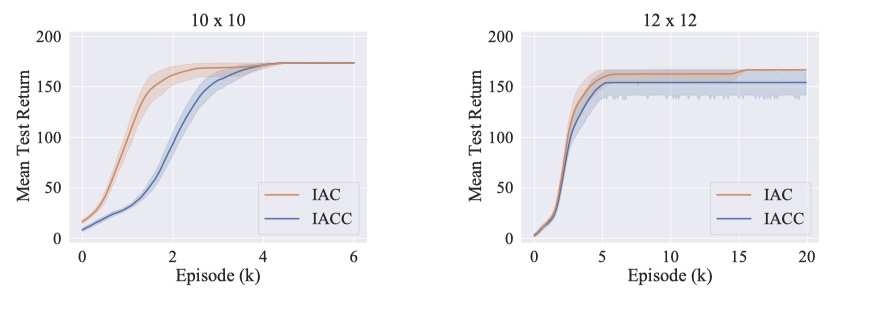 10 x 10
200
150
100
50
0
Mean Test Return
IAC
IACC
0 2 4 6
Episode (k)
12 x 12
200
150
100
50
0
Mean Test Return
IAC
IACC
0 5 10 15 20
Episode (k)